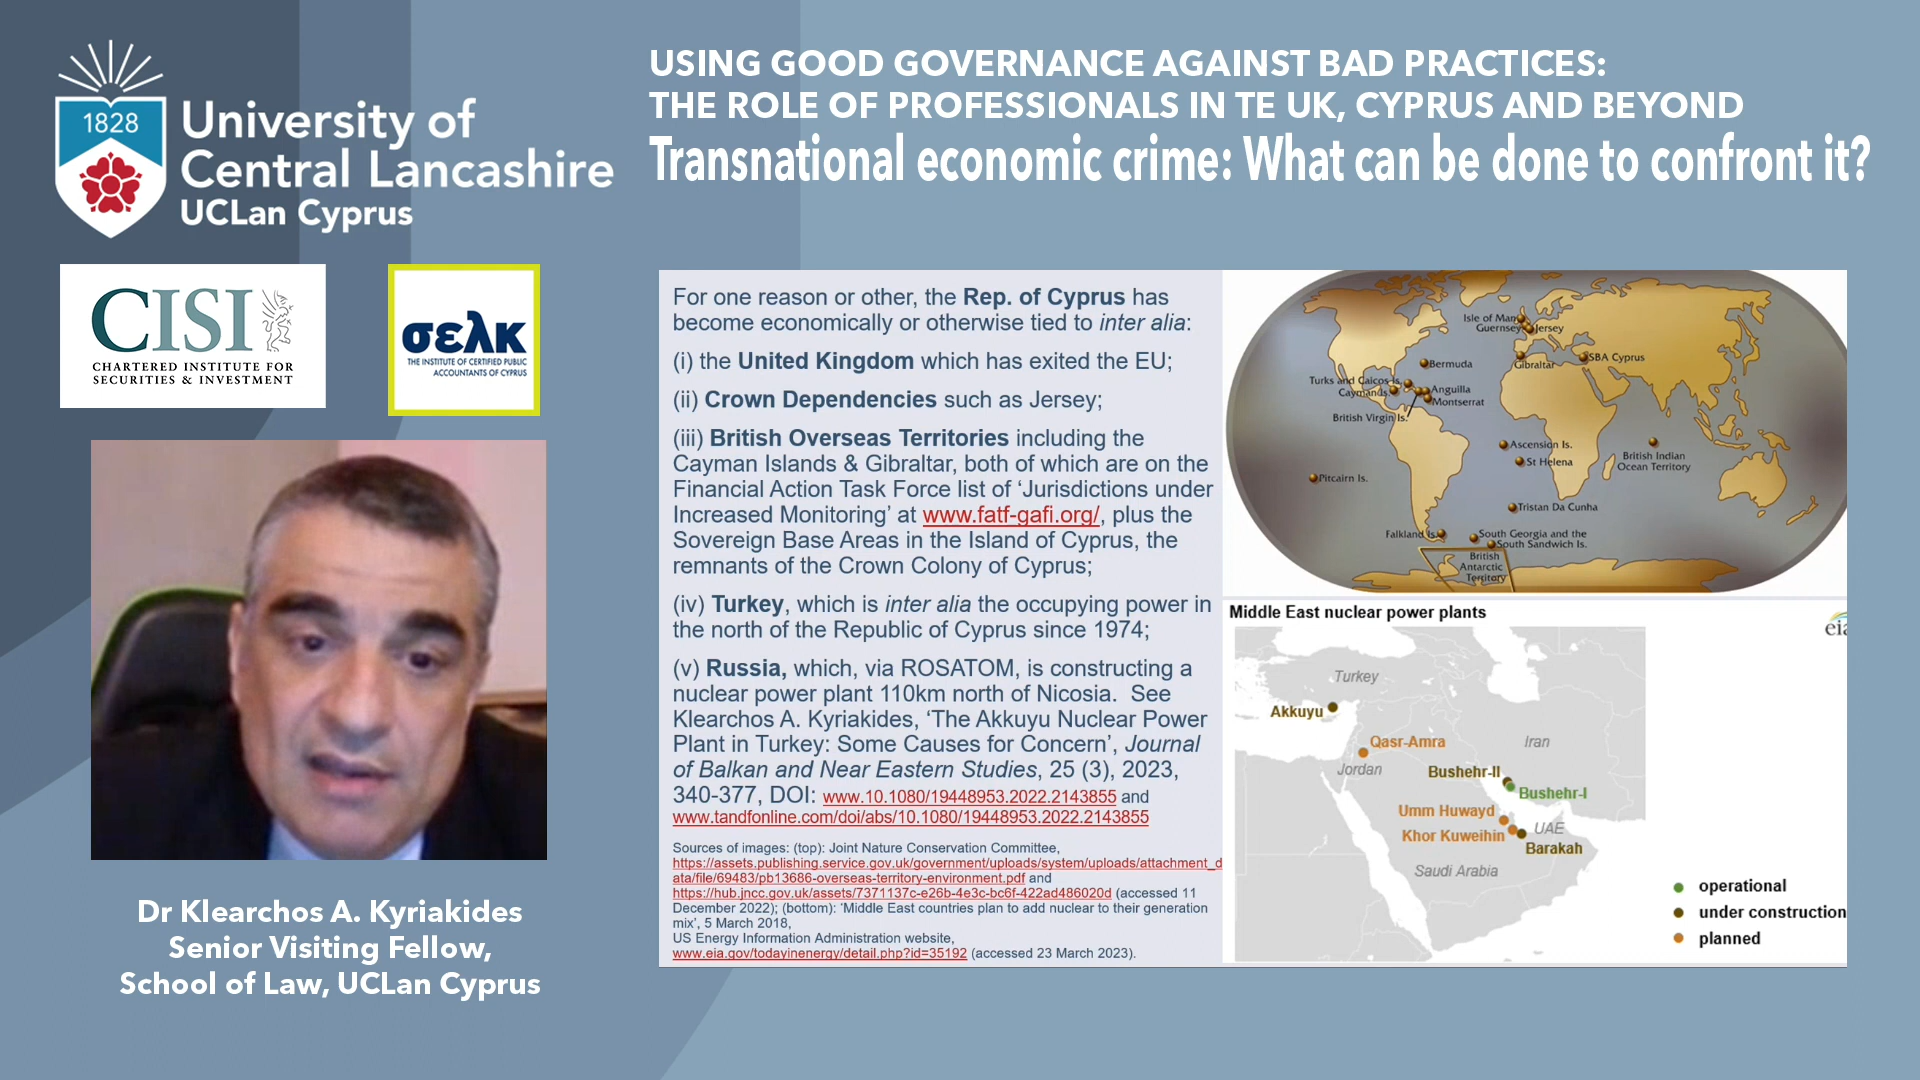 1828
University of
Central Lancashire
UCLan Cyprus
USING GOOD GOVERNANCE AGAINST BAD PRACTICES:
THE ROLE OF PROFESSIONALS IN TE UK, CYPRUS AND BEYOND
Transnational economic crime: What can be done to confront it?
CISI
CHARTERED INSTITUTE FOR
SECURITIES & INVESTMENT
σελκ
THE INSTITUTE OF CERTIFIED PUBLIC
ACCOUNTANTS OF CYPRUS
Dr Klearchos A. Kyriakides
Senior Visiting Fellow,
School of Law, UCLan Cyprus
For one reason or other, the Rep. of Cyprus has
become economically or otherwise tied to inter alia:
(i) the United Kingdom which has exited the EU;
(ii) Crown Dependencies such as Jersey;
(iii) British Overseas Territories including the
Cayman Islands & Gibraltar, both of which are on the
Financial Action Task Force list of ‘Jurisdictions under
Increased Monitoring’ at www.fatf-gafi.org/, plus the
Sovereign Base Areas in the Island of Cyprus, the
remnants of the Crown Colony of Cyprus;
(iv) Turkey, which is inter alia the occupying power in
the north of the Republic of Cyprus since 1974;
(v) Russia, which, via ROSATOM, is constructing a
nuclear power plant 110km north of Nicosia. See
Klearchos A. Kyriakides, ‘The Akkuyu Nuclear Power
Plant in Turkey: Some Causes for Concern’, Journal
of Balkan and Near Eastern Studies, 25 (3), 2023,
340-377, DOI: www.10.1080/19448953.2022.2143855 and
www.tandfonline.com/doi/abs/10.1080/19448953.2022.2143855
Sources of images: (top): Joint Nature Conservation Committee,
https://assets.publishing.service.gov.uk/government/uploads/system/uploads/attachment_d
ata/file/69483/pb13686-overseas-territory-environment.pdf and
https://hub.jncc.gov.uk/assets/7371137c-e26b-4e3c-bc6f-422ad486020d (accessed 11
December 2022); (bottom): ‘Middle East countries plan to add nuclear to their generation
mix’, 5 March 2018,
US Energy Information Administration website,
www.eia.gov/todayinenergy/detail.php?id=35192 (accessed 23 March 2023).
Isle of Man
Guernsey
Jersey
Bermuda
Gibraltar
SBA Cyprus
Turks and Caicos Is.
Caymans
Anguilla
Montserrat
British Virgin Is.
Ascension Is.
St Helena
British Indian
Ocean Territory
Pitcairn Is.
Tristan Da Cunha
Falkland Is.
South Georgia and the
South Sandwich Is.
British
Antarctic
Territory
Middle East nuclear power plants
eia
Turkey
Akkuyu
Qasr-Amra
Iran
Jordan
Bushehr-II
Bushehr-I
Umm Huwayd
Khor Kuweihin
UAE
Barakah
Saudi Arabia
operational
under construction
planned